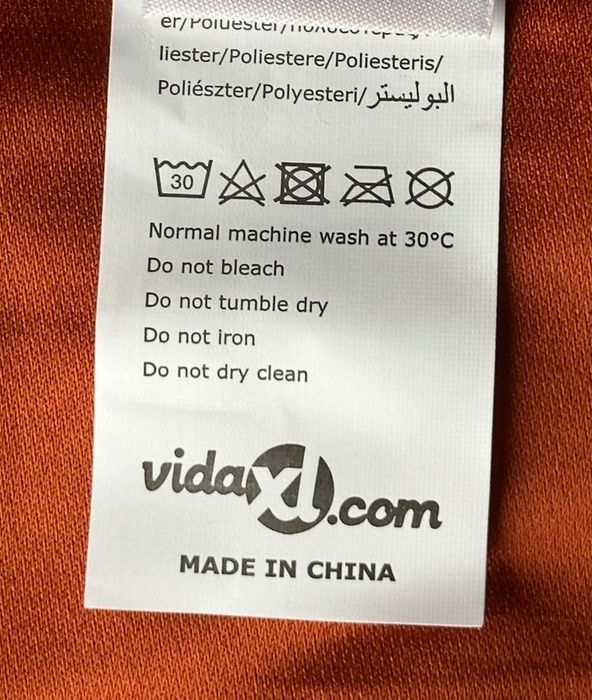 liester/Poliestere/Poliesteris/
Poliészter/Polyesteri/البوليستر
30
Normal machine wash at 30°C
Do not bleach
Do not tumble dry
Do not iron
Do not dry clean
vidaXL.com
MADE IN CHINA